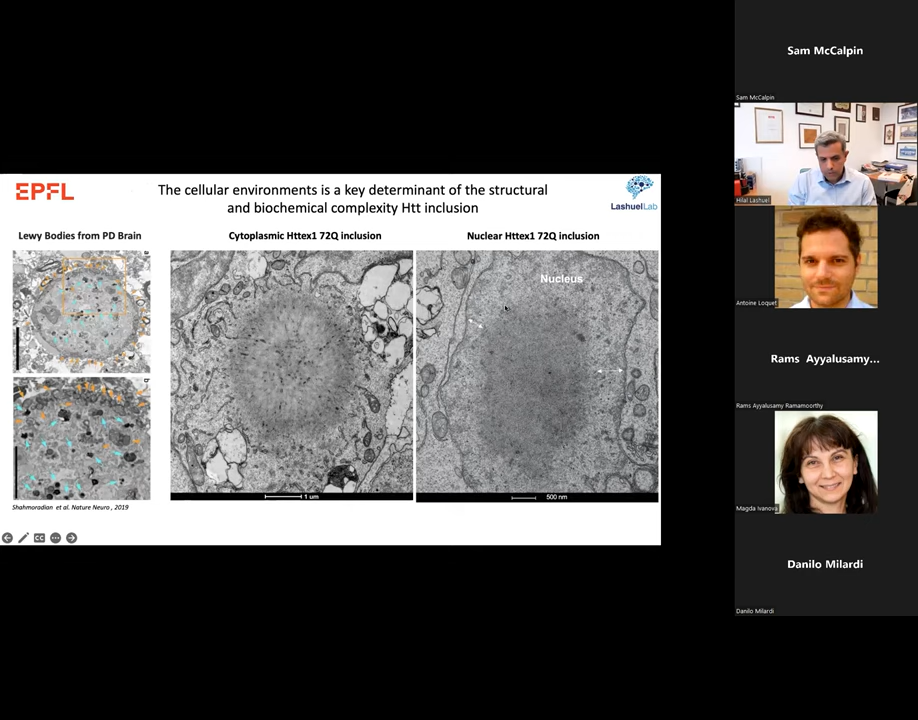 EPFL
The cellular environments is a key determinant of the structural
and biochemical complexity Htt inclusion
LashuelLab
Lewy Bodies from PD Brain
Cytoplasmic Httex1 72Q inclusion
Nuclear Httex1 72Q inclusion
Nucleus
1 um
500 nm
Shahmoradian et al. Nature Neuro, 2019
CC
Sam McCalpin
Sam McCalpin
Hilal Lashuel
Antoine Loquet
Rams Ayyalusamy...
Rams Ayyalusamy Ramamoorthy
Magda Ivanova
Danilo Milardi
Danilo Milardi